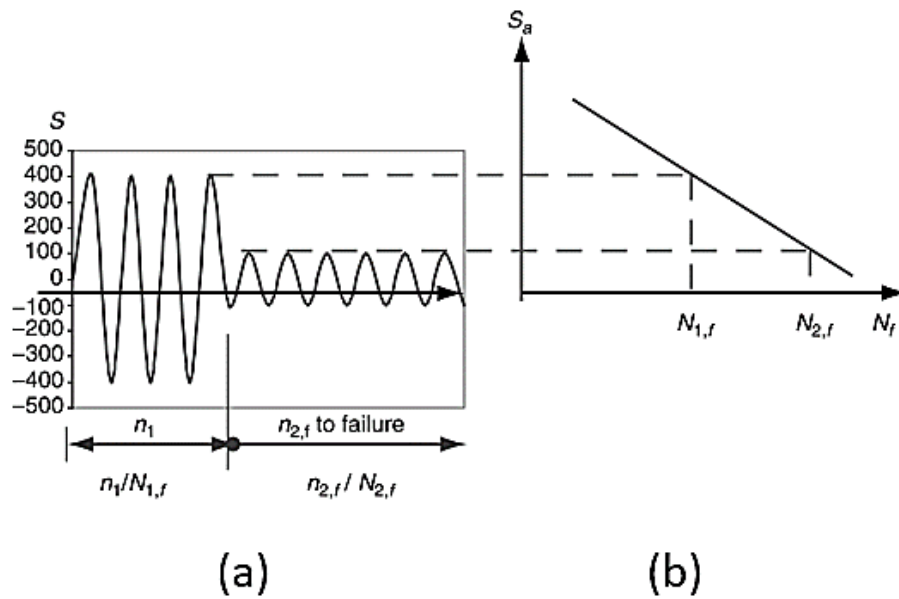 S
500
400
300
200
100
0
−100
−200
−300
−400
−500
n1
n2,f to failure
n1/N1,f
n2,f / N2,f
(a)
Sa
N1,f
N2,f
Nf
(b)